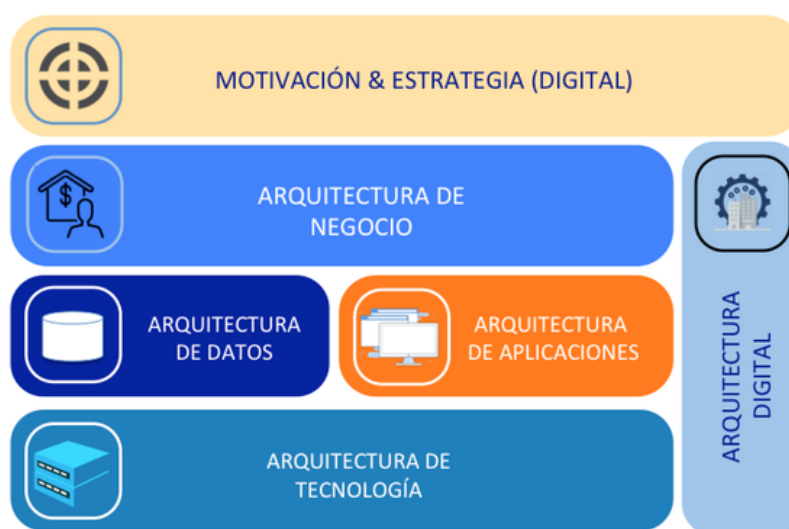 MOTIVACIÓN & ESTRATEGIA (DIGITAL)
$
ARQUITECTURA DE
NEGOCIO
ARQUITECTURA
DE DATOS
ARQUITECTURA
DE APLICACIONES
ARQUITECTURA DE
TECNOLOGÍA
ARQUITECTURA
DIGITAL